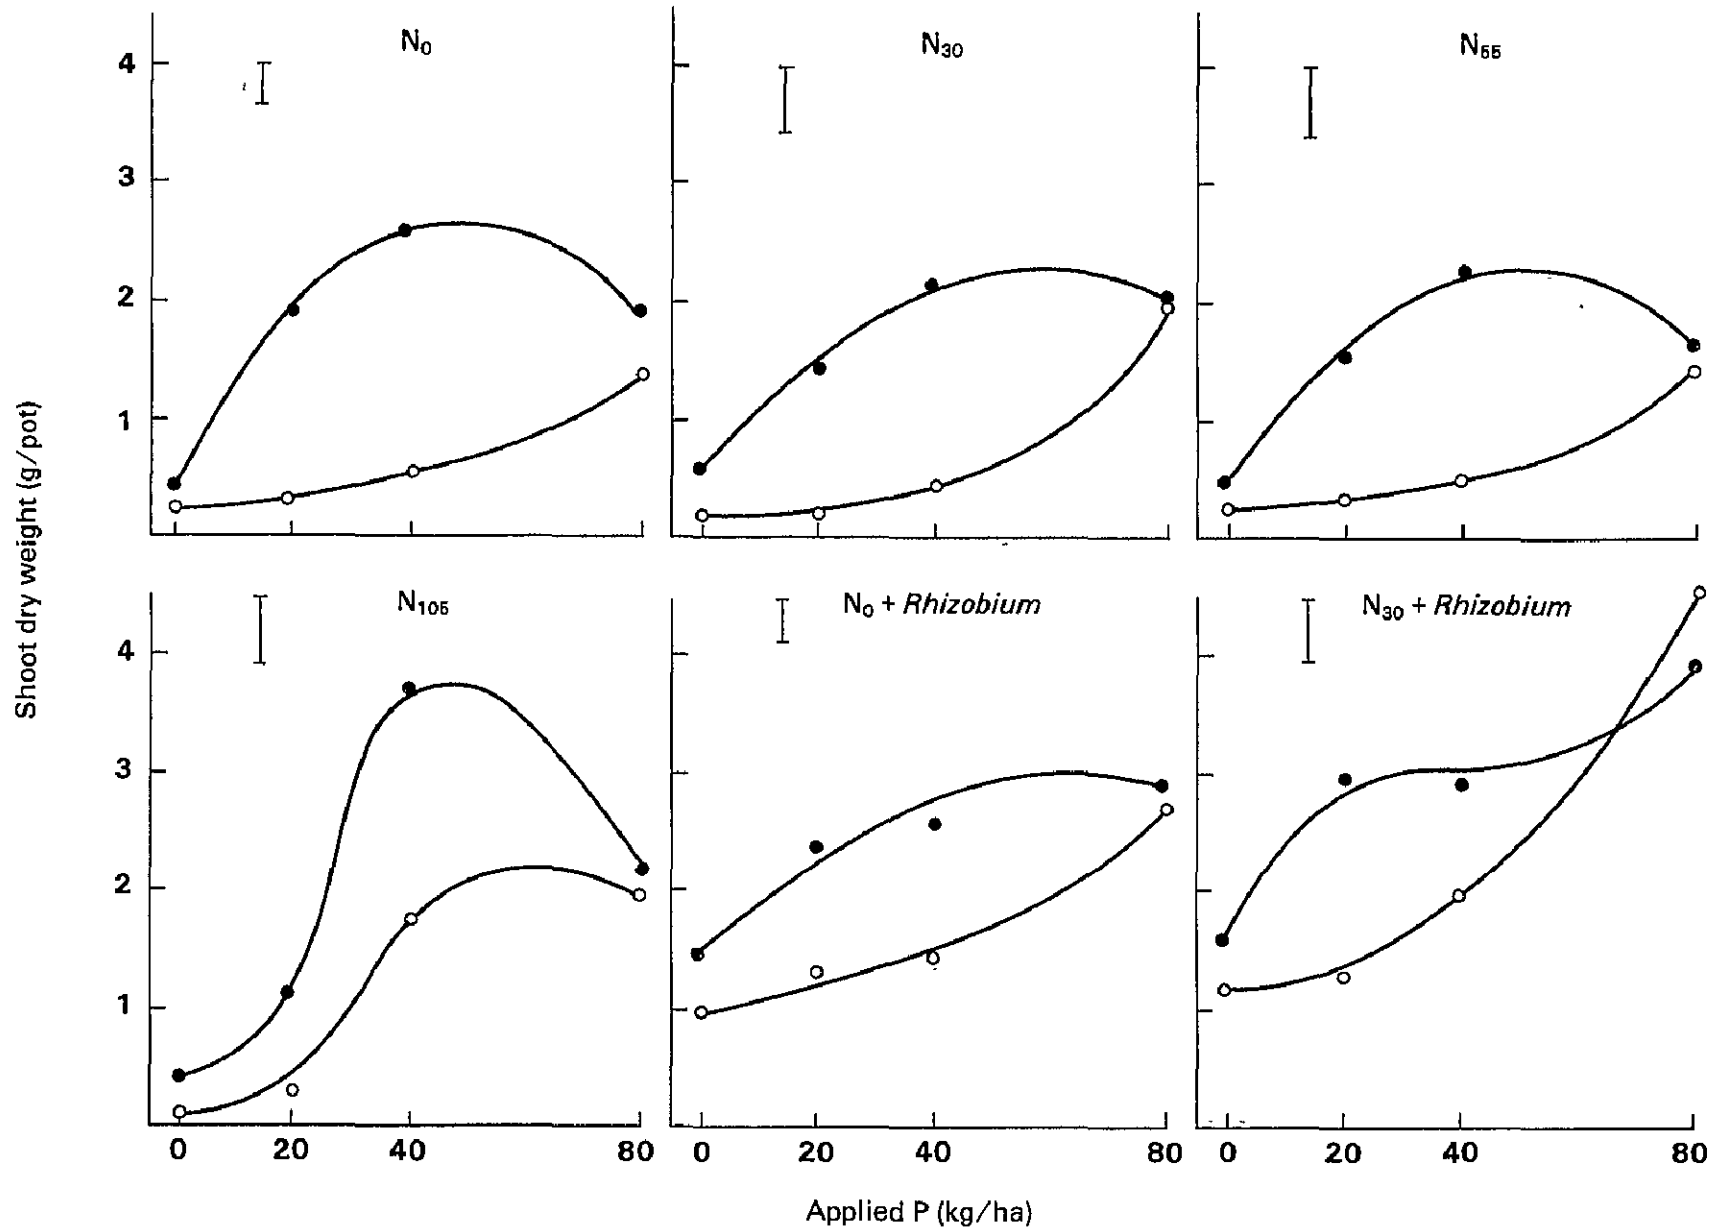 N₀ N₃₀ N₅₅
4
3
2
1
Shoot dry weight (g/pot)
N₁₀₅ N₀ + Rhizobium N₃₀ + Rhizobium
4
3
2
1
0 20 40 80 0 20 40 80 0 20 40 80
Applied P (kg/ha)